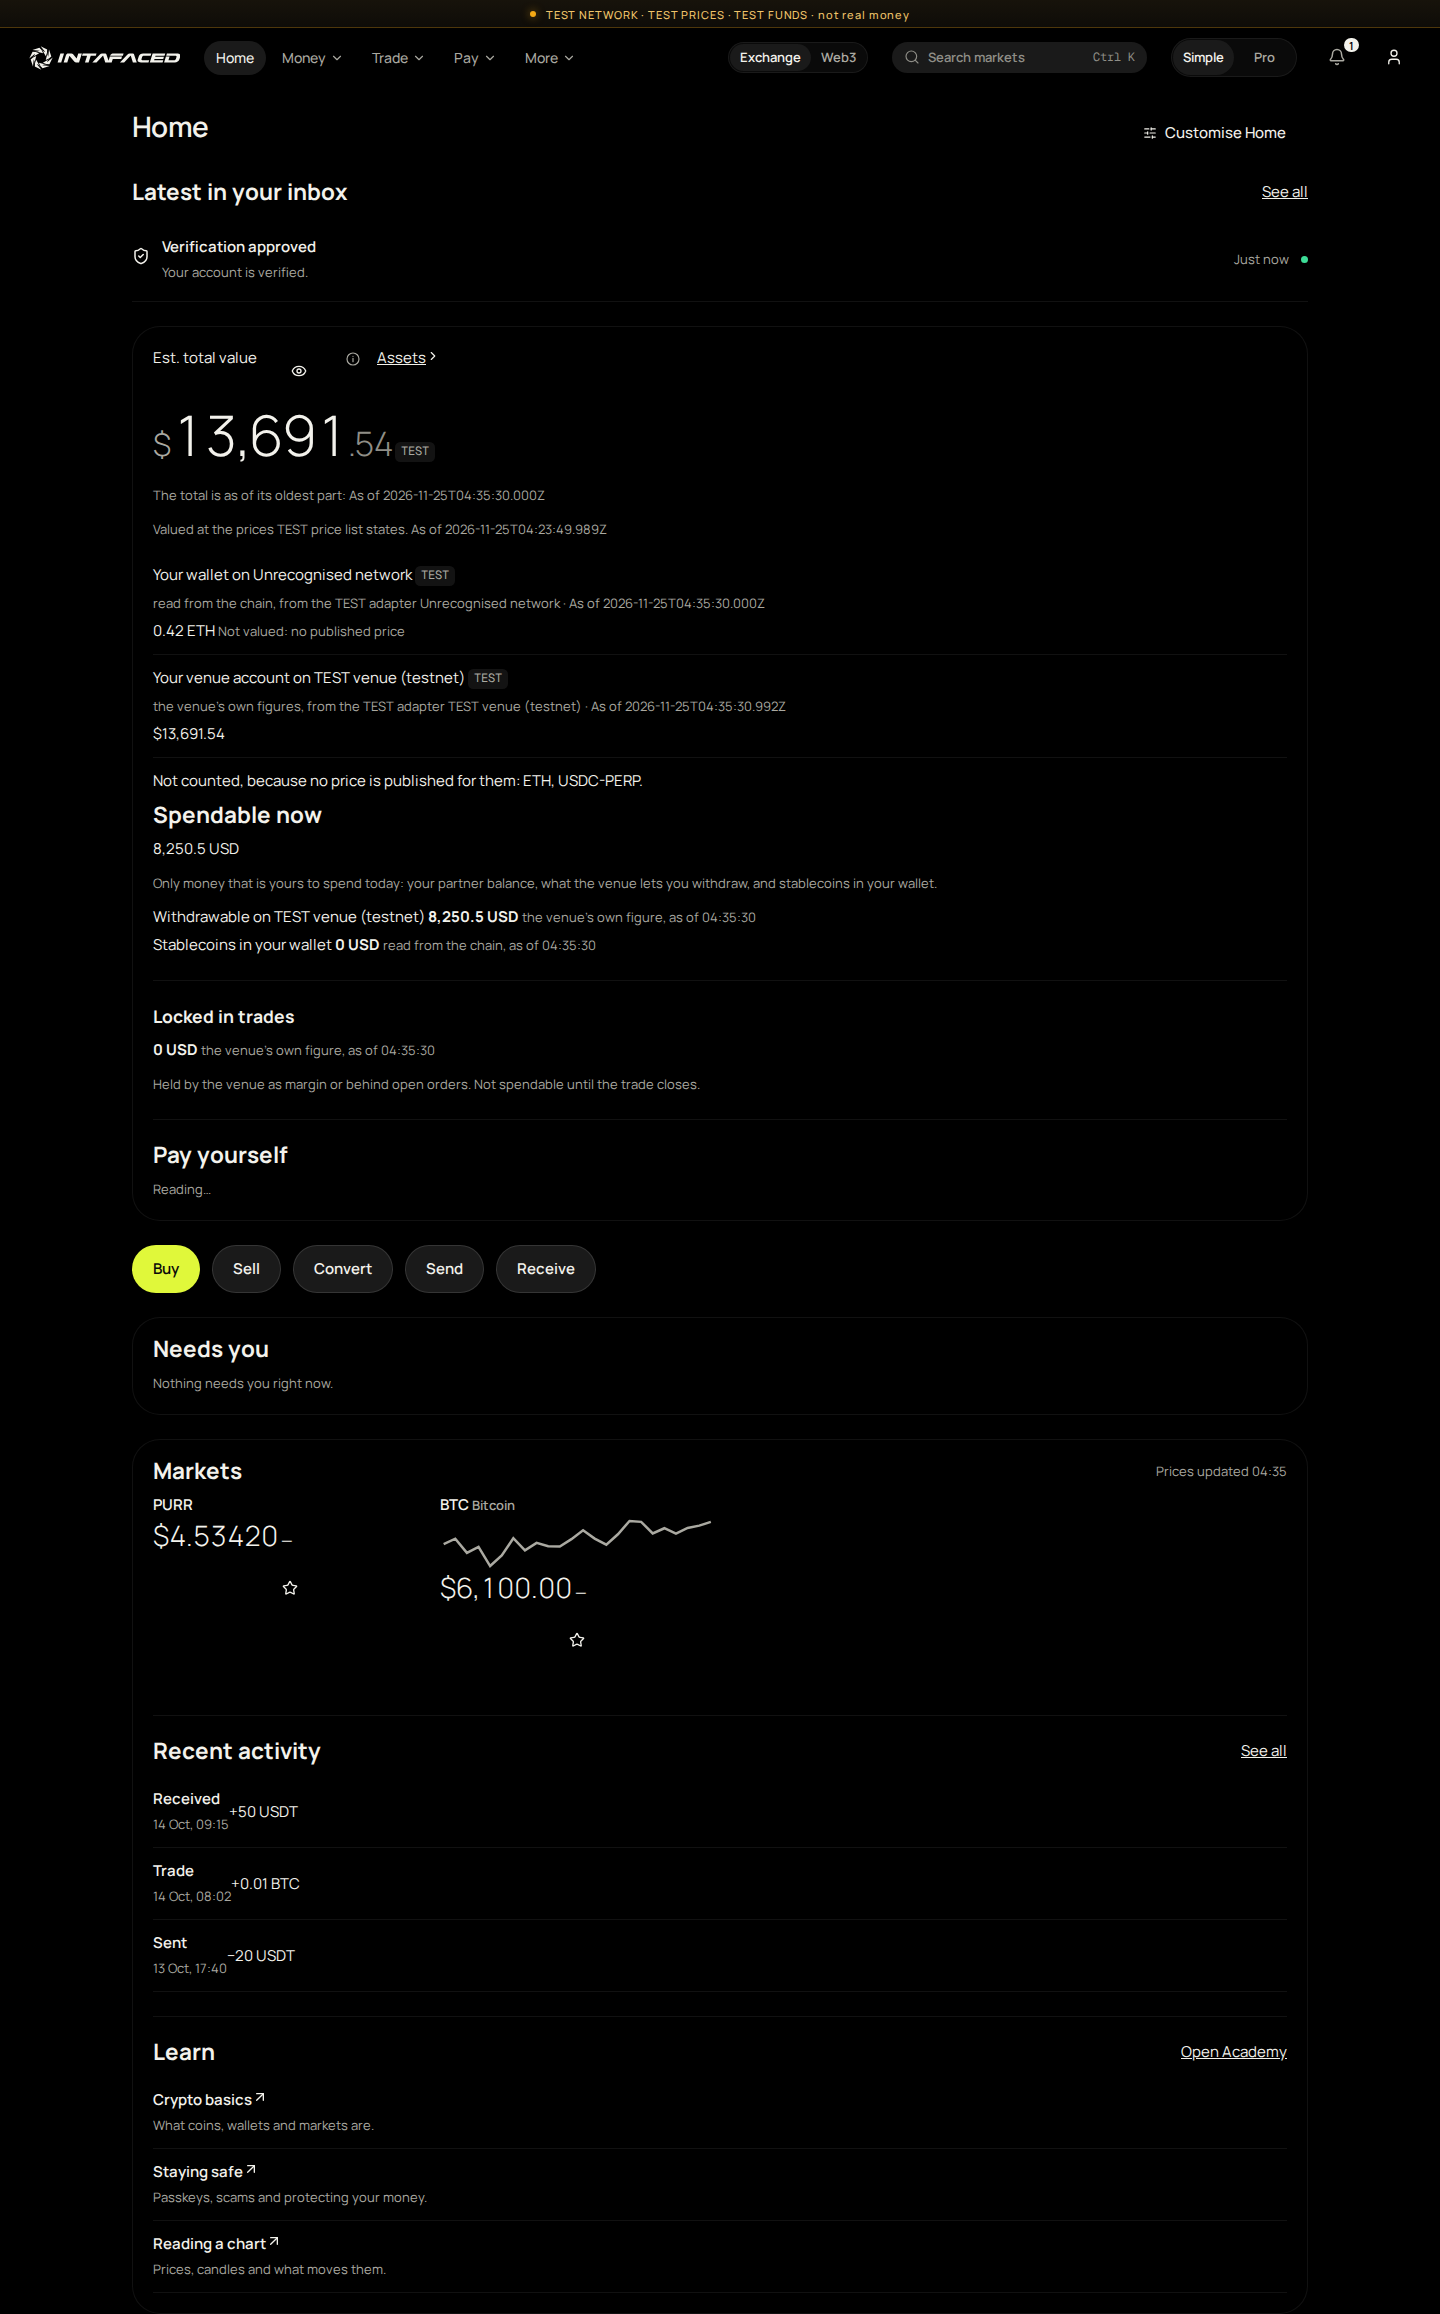 TEST NETWORK · TEST PRICES · TEST FUNDS · not real money
INTAFACED Home Money Trade Pay More Exchange Web3 Search markets Ctrl K Simple Pro 1
Home
Customise Home
Latest in your inbox See all
Verification approved
Your account is verified.
Just now
Est. total value Assets
$13,691.54 TEST
The total is as of its oldest part: As of 2026-11-25T04:35:30.000Z
Valued at the prices TEST price list states. As of 2026-11-25T04:23:49.989Z
Your wallet on Unrecognised network TEST
read from the chain, from the TEST adapter Unrecognised network · As of 2026-11-25T04:35:30.000Z
0.42 ETH Not valued: no published price
Your venue account on TEST venue (testnet) TEST
the venue's own figures, from the TEST adapter TEST venue (testnet) · As of 2026-11-25T04:35:30.992Z
$13,691.54
Not counted, because no price is published for them: ETH, USDC-PERP.
Spendable now
8,250.5 USD
Only money that is yours to spend today: your partner balance, what the venue lets you withdraw, and stablecoins in your wallet.
Withdrawable on TEST venue (testnet) 8,250.5 USD the venue's own figure, as of 04:35:30
Stablecoins in your wallet 0 USD read from the chain, as of 04:35:30
Locked in trades
0 USD the venue's own figure, as of 04:35:30
Held by the venue as margin or behind open orders. Not spendable until the trade closes.
Pay yourself
Reading…
Buy Sell Convert Send Receive
Needs you
Nothing needs you right now.
Markets Prices updated 04:35
PURR
$4.53420 –
BTC Bitcoin
$6,100.00 –
Recent activity See all
Received
14 Oct, 09:15
+50 USDT
Trade
14 Oct, 08:02
+0.01 BTC
Sent
13 Oct, 17:40
−20 USDT
Learn Open Academy
Crypto basics
What coins, wallets and markets are.
Staying safe
Passkeys, scams and protecting your money.
Reading a chart
Prices, candles and what moves them.